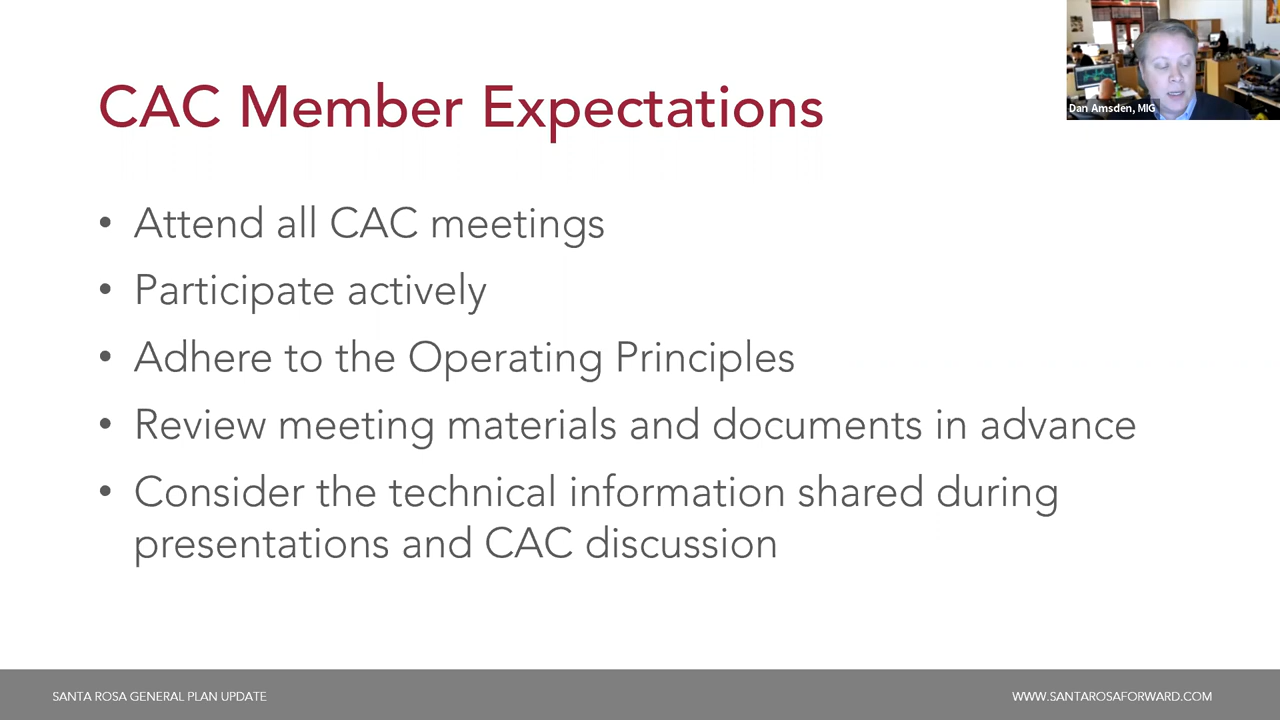 CAC Member Expectations
Dan Amsden, MIG
• Attend all CAC meetings
• Participate actively
• Adhere to the Operating Principles
• Review meeting materials and documents in advance
• Consider the technical information shared during
presentations and CAC discussion
SANTA ROSA GENERAL PLAN UPDATE
WWW.SANTAROSAFORWARD.COM